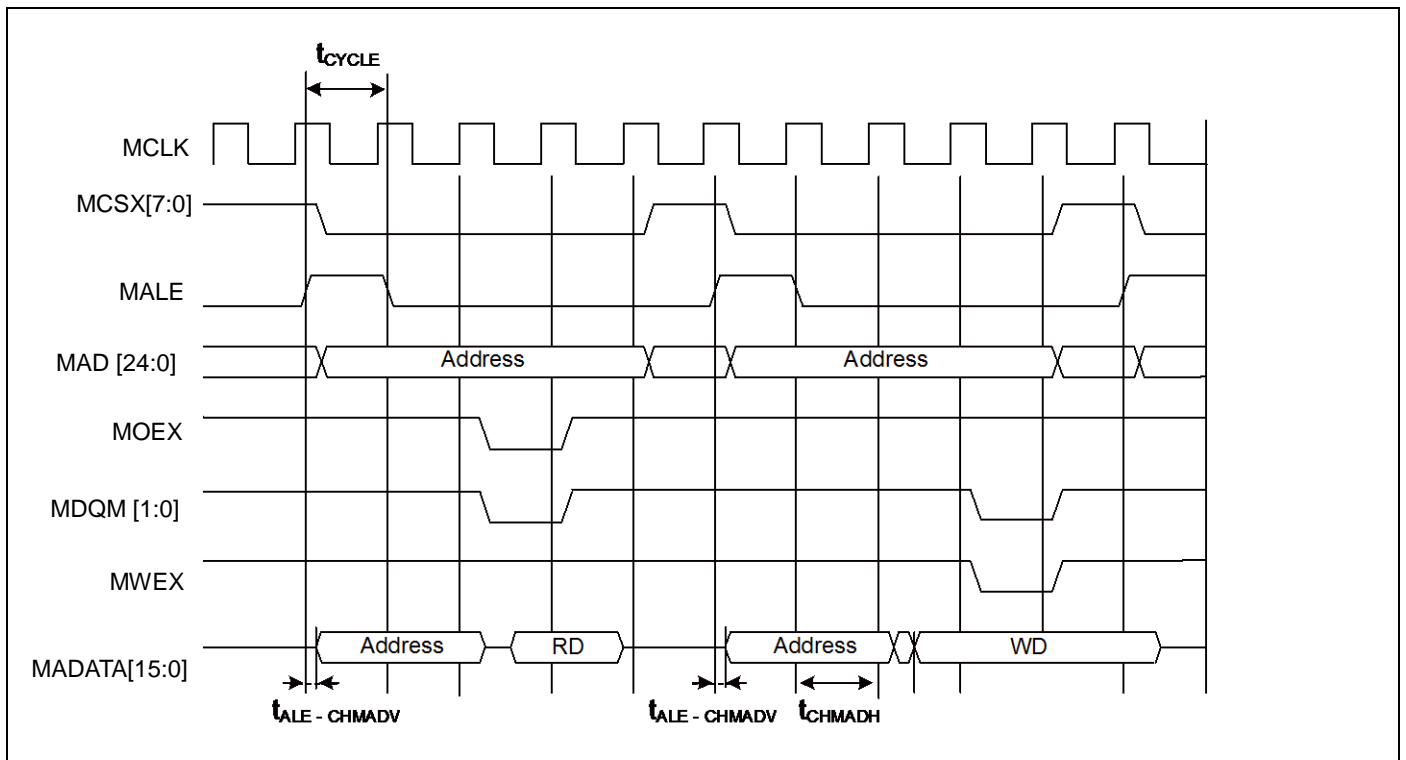 tCYCLE
MCLK
MCSX[7:0]
MALE
MAD [24:0] Address Address
MOEX
MDQM [1:0]
MWEX
MADATA[15:0] Address RD Address WD
tALE - CHMADV tALE - CHMADV tCHMADH